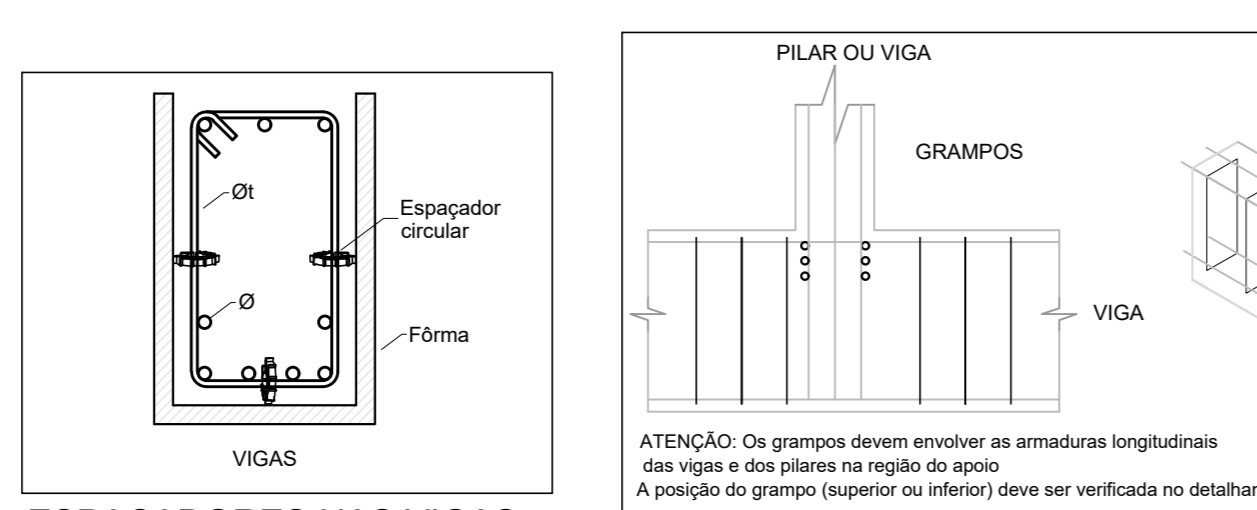 Øt
Espaçador
circular
Ø
Fôrma
VIGAS
PILAR OU VIGA
GRAMPOS
VIGA
ATENÇÃO: Os grampos devem envolver as armaduras longitudinais
das vigas e dos pilares na região do apoio
A posição do grampo (superior ou inferior) deve ser verificada no